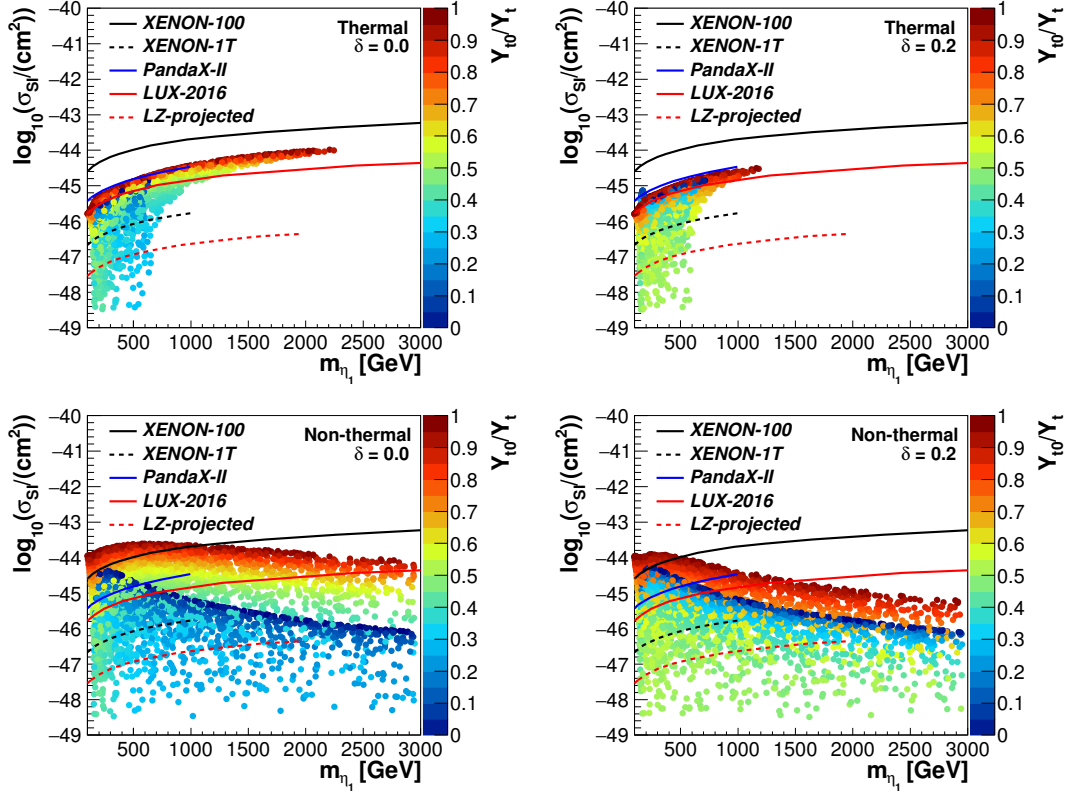 XENON-100
XENON-1T
PandaX-II
LUX-2016
LZ-projected
Thermal
δ = 0.0
log10(σSI/(cm2))
−40
−41
−42
−43
−44
−45
−46
−47
−48
−49
500 1000 1500 2000 2500 3000
mη1 [GeV]
1
0.9
0.8
0.7
0.6
0.5
0.4
0.3
0.2
0.1
0
Yt0/Yt
XENON-100
XENON-1T
PandaX-II
LUX-2016
LZ-projected
Thermal
δ = 0.2
log10(σSI/(cm2))
−40
−41
−42
−43
−44
−45
−46
−47
−48
−49
500 1000 1500 2000 2500 3000
mη1 [GeV]
1
0.9
0.8
0.7
0.6
0.5
0.4
0.3
0.2
0.1
0
Yt0/Yt
XENON-100
XENON-1T
PandaX-II
LUX-2016
LZ-projected
Non-thermal
δ = 0.0
log10(σSI/(cm2))
−40
−41
−42
−43
−44
−45
−46
−47
−48
−49
500 1000 1500 2000 2500 3000
mη1 [GeV]
1
0.9
0.8
0.7
0.6
0.5
0.4
0.3
0.2
0.1
0
Yt0/Yt
XENON-100
XENON-1T
PandaX-II
LUX-2016
LZ-projected
Non-thermal
δ = 0.2
log10(σSI/(cm2))
−40
−41
−42
−43
−44
−45
−46
−47
−48
−49
500 1000 1500 2000 2500 3000
mη1 [GeV]
1
0.9
0.8
0.7
0.6
0.5
0.4
0.3
0.2
0.1
0
Yt0/Yt